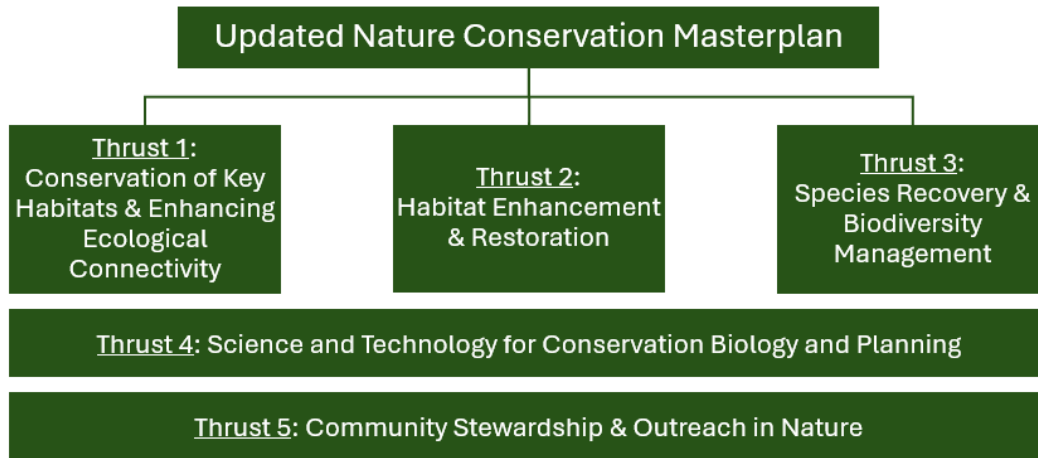 Updated Nature Conservation Masterplan
Thrust 1:
Conservation of Key
Habitats & Enhancing
Ecological
Connectivity
Thrust 2:
Habitat Enhancement
& Restoration
Thrust 3:
Species Recovery &
Biodiversity
Management
Thrust 4: Science and Technology for Conservation Biology and Planning
Thrust 5: Community Stewardship & Outreach in Nature